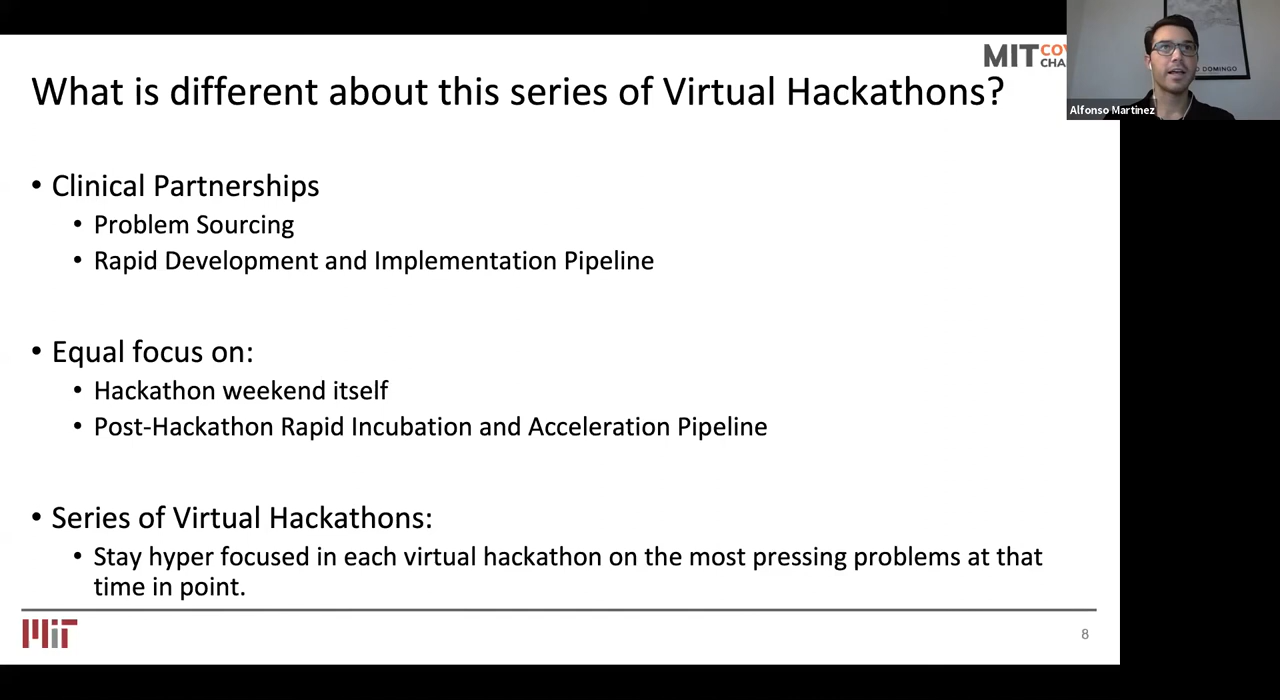 MIT
What is different about this series of Virtual Hackathons?
DOMINGO
Alfonso Martinez
• Clinical Partnerships
• Problem Sourcing
• Rapid Development and Implementation Pipeline
• Equal focus on:
• Hackathon weekend itself
• Post-Hackathon Rapid Incubation and Acceleration Pipeline
• Series of Virtual Hackathons:
• Stay hyper focused in each virtual hackathon on the most pressing problems at that
time in point.
MIT
8